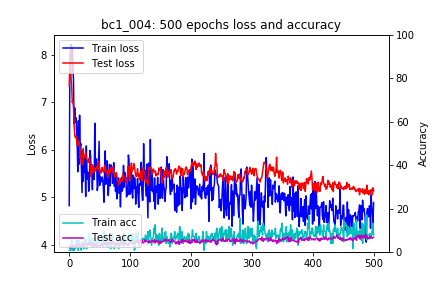 bc1_004: 500 epochs loss and accuracy
Train loss
Test loss
Train acc
Test acc
Loss
Accuracy
8
7
6
5
4
100
80
60
40
20
0
0
100
200
300
400
500